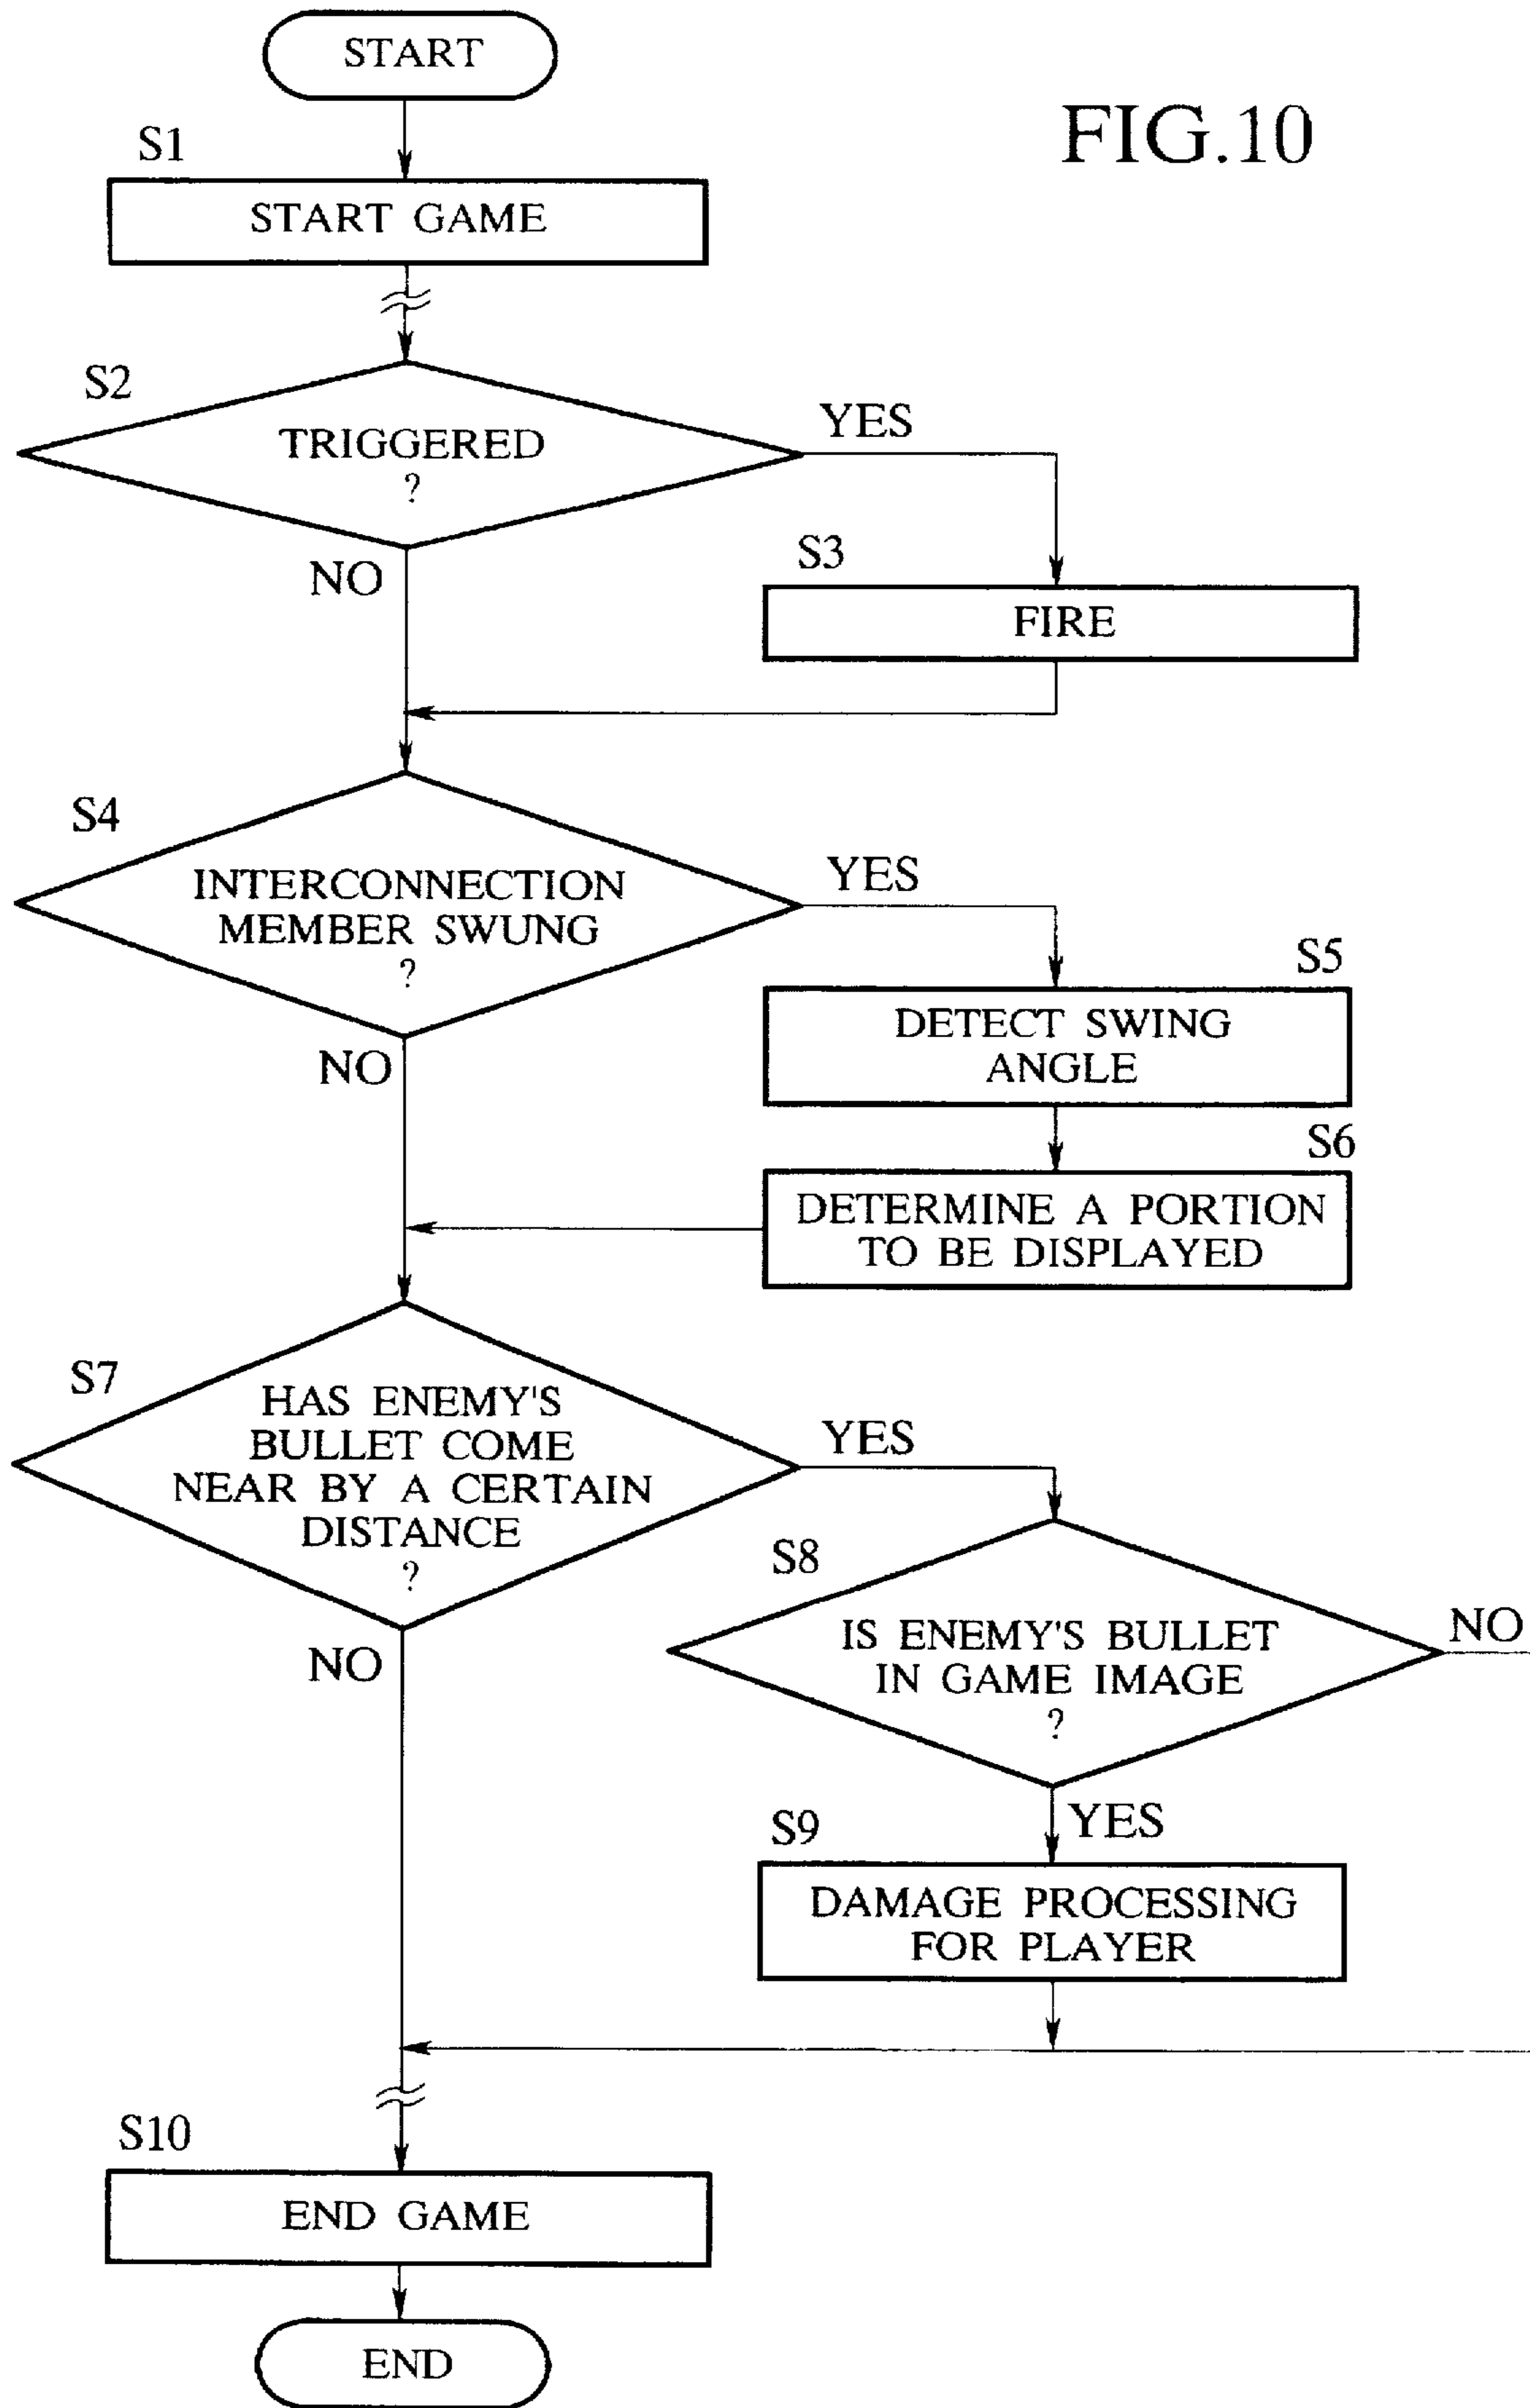 START
FIG.10
S1
START GAME
S2
TRIGGERED
?
YES
NO
S3
FIRE
S4
INTERCONNECTION
MEMBER SWUNG
?
YES
NO
S5
DETECT SWING
ANGLE
S6
DETERMINE A PORTION
TO BE DISPLAYED
S7
HAS ENEMY'S
BULLET COME
NEAR BY A CERTAIN
DISTANCE
?
YES
NO
S8
IS ENEMY'S BULLET
IN GAME IMAGE
?
NO
YES
S9
DAMAGE PROCESSING
FOR PLAYER
S10
END GAME
END